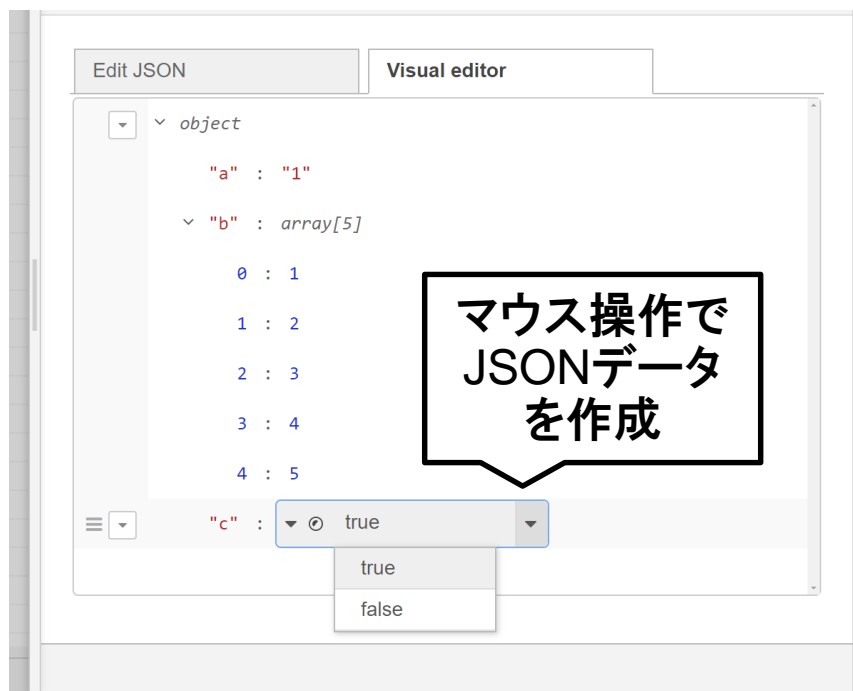 Edit JSON
Visual editor
object
"a" : "1"
"b" : array[5]
0 : 1
1 : 2
2 : 3
3 : 4
4 : 5
"c" : true
true
false
マウス操作で
JSONデータ
を作成